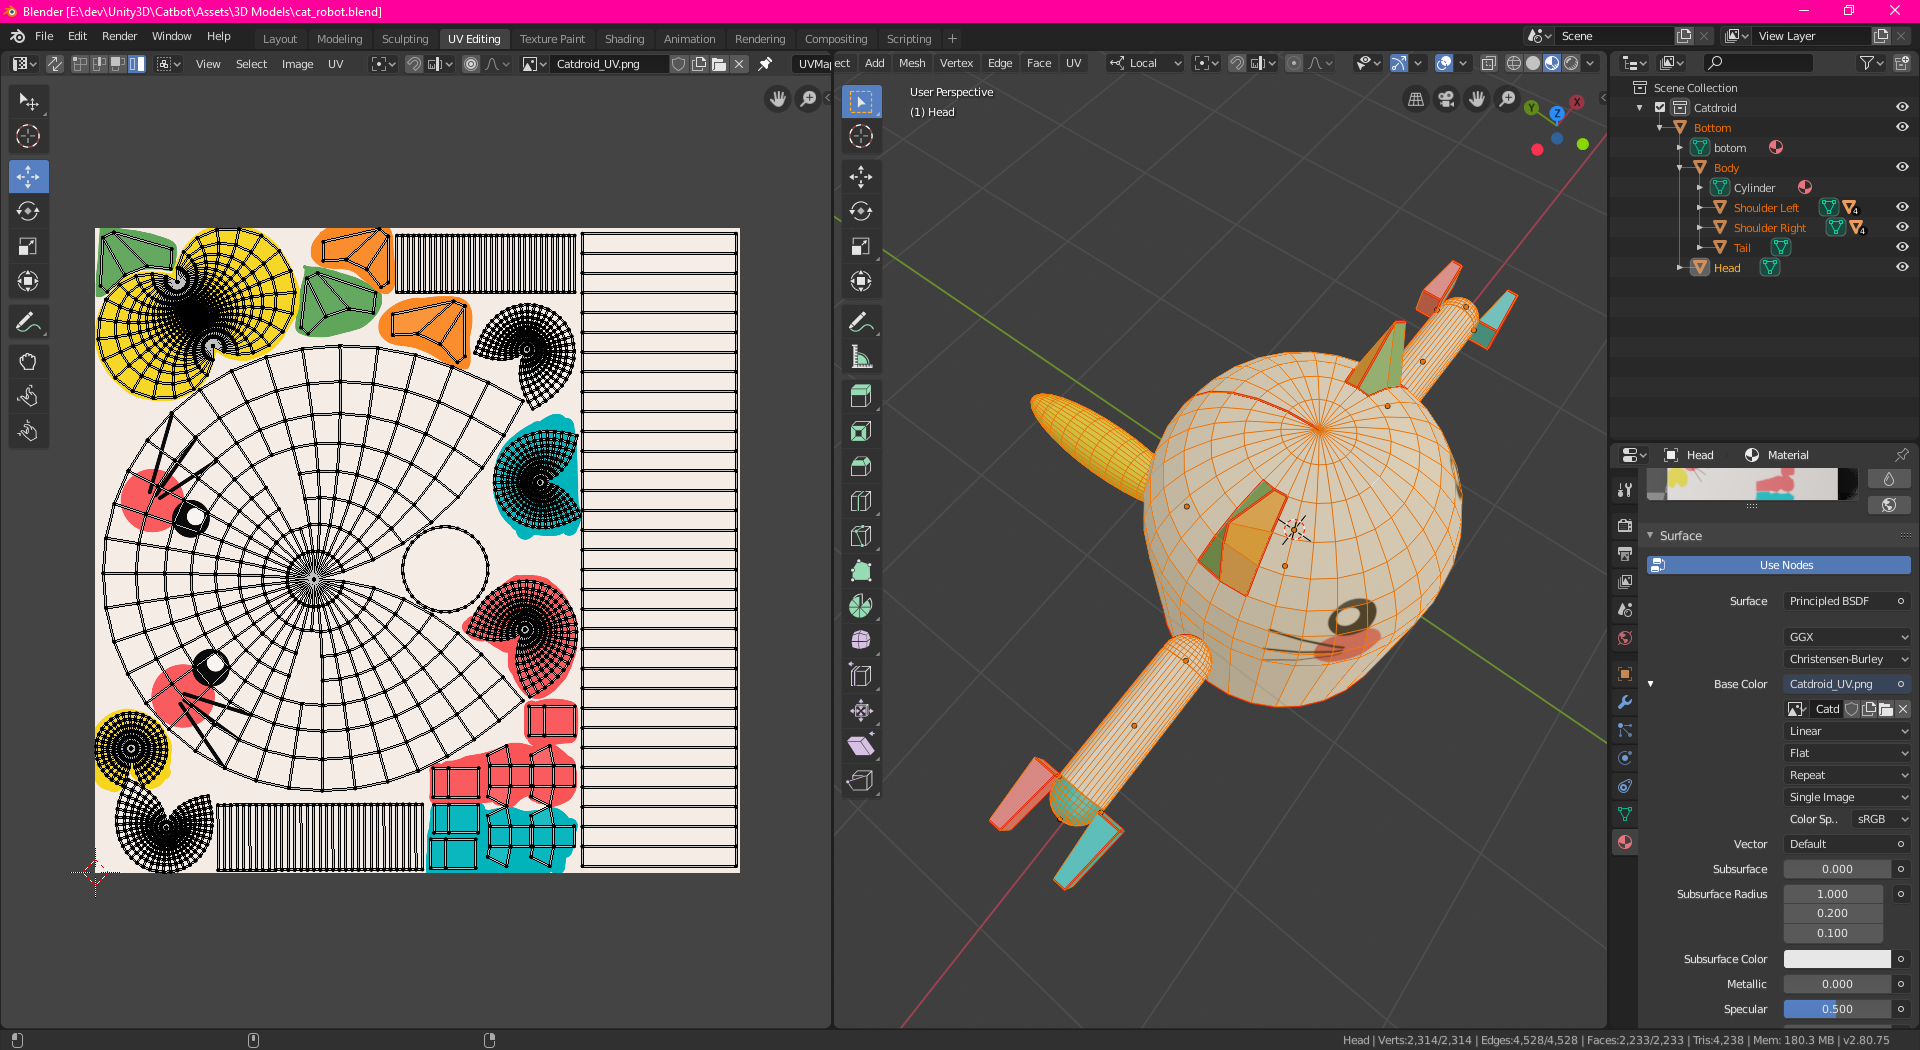 Blender [E:\dev\Unity3D\Catbot\Assets\3D Models\cat_robot.blend]
File Edit Render Window Help
Layout Modeling Sculpting UV Editing Texture Paint Shading Animation Rendering Compositing Scripting +
Scene
View Layer
View Select Image UV
Catdroid_UV.png
UVMap
ect Add Mesh Vertex Edge Face UV
Local
User Perspective
(1) Head
Y
Z
X
Scene Collection
Catdroid
Bottom
botom
Body
Cylinder
Shoulder Left
4
Shoulder Right
4
Tail
Head
Head
Material
Surface
Use Nodes
Surface Principled BSDF
GGX
Christensen-Burley
Base Color Catdroid_UV.png
Catd
Linear
Flat
Repeat
Single Image
Color Sp.. sRGB
Vector Default
Subsurface 0.000
Subsurface Radius 1.000
0.200
0.100
Subsurface Color
Metallic 0.000
Specular 0.500
Head | Verts:2,314/2,314 | Edges:4,528/4,528 | Faces:2,233/2,233 | Tris:4,238 | Mem: 180.3 MB | v2.80.75